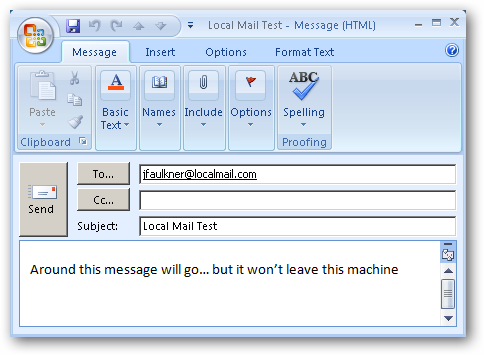 Local Mail Test - Message (HTML)
Message Insert Options Format Text
Paste
Clipboard
Basic Text
Names
Include
Options
ABC
Spelling
Proofing
Send
To... jfaulkner@localmail.com
Cc...
Subject: Local Mail Test
Around this message will go... but it won't leave this machine